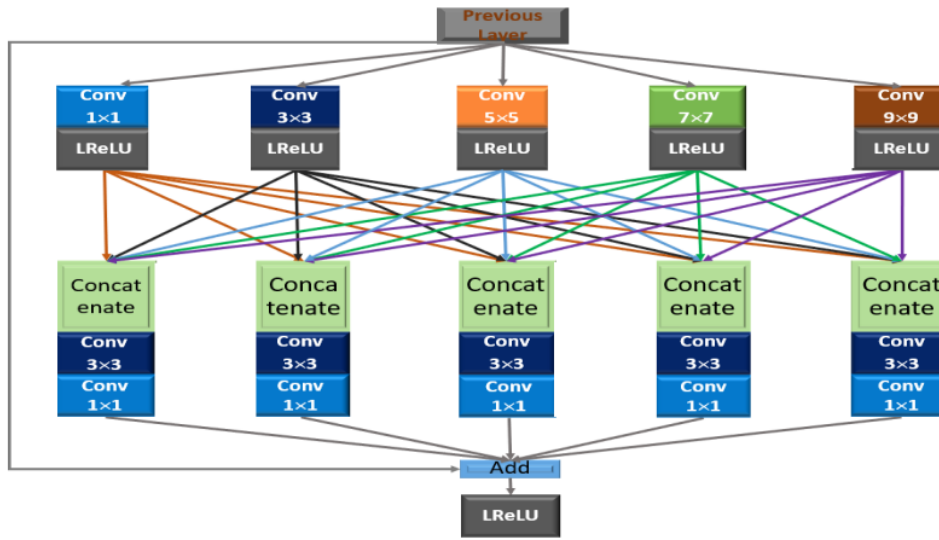 Previous
Layer
Conv
1×1
LReLU
Conv
3×3
LReLU
Conv
5×5
LReLU
Conv
7×7
LReLU
Conv
9×9
LReLU
Concat
enate
Conv
3×3
Conv
1×1
Conca
tenate
Conv
3×3
Conv
1×1
Concat
enate
Conv
3×3
Conv
1×1
Concat
enate
Conv
3×3
Conv
1×1
Concat
enate
Conv
3×3
Conv
1×1
Add
LReLU